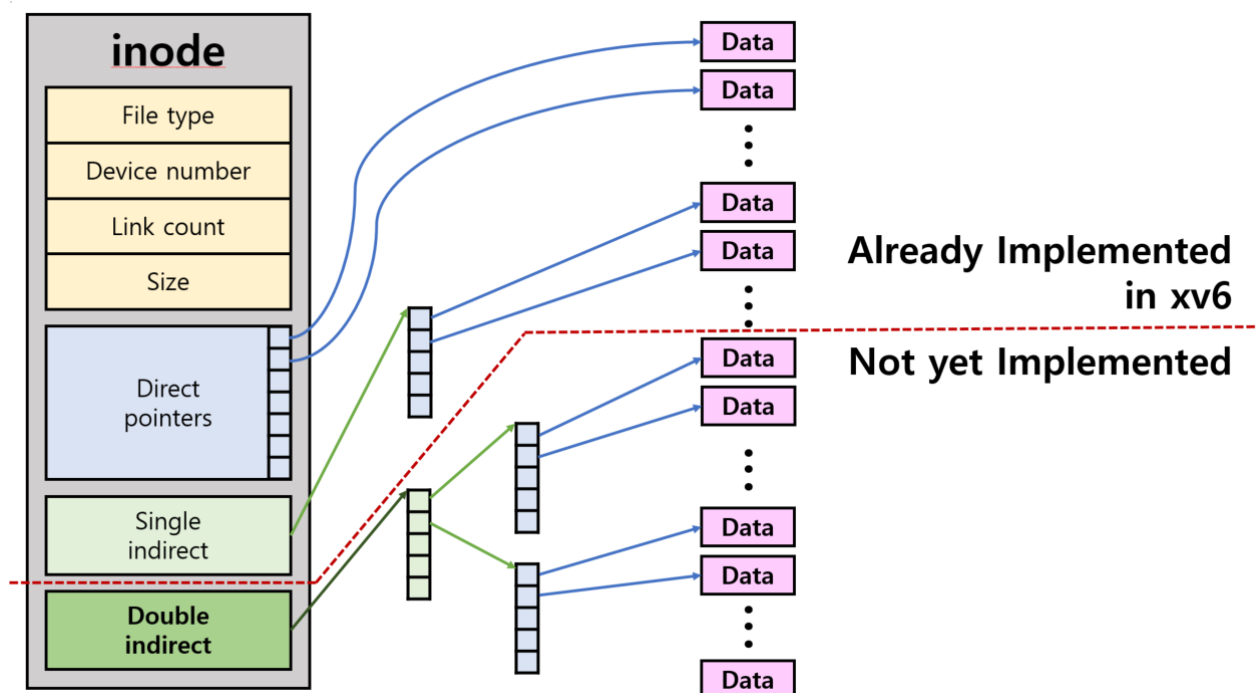 inode
File type
Device number
Link count
Size
Direct
pointers
Single
indirect
Double
indirect
Data
Data
Data
Data
Data
Data
Data
Data
Data
Already Implemented
in xv6
Not yet Implemented